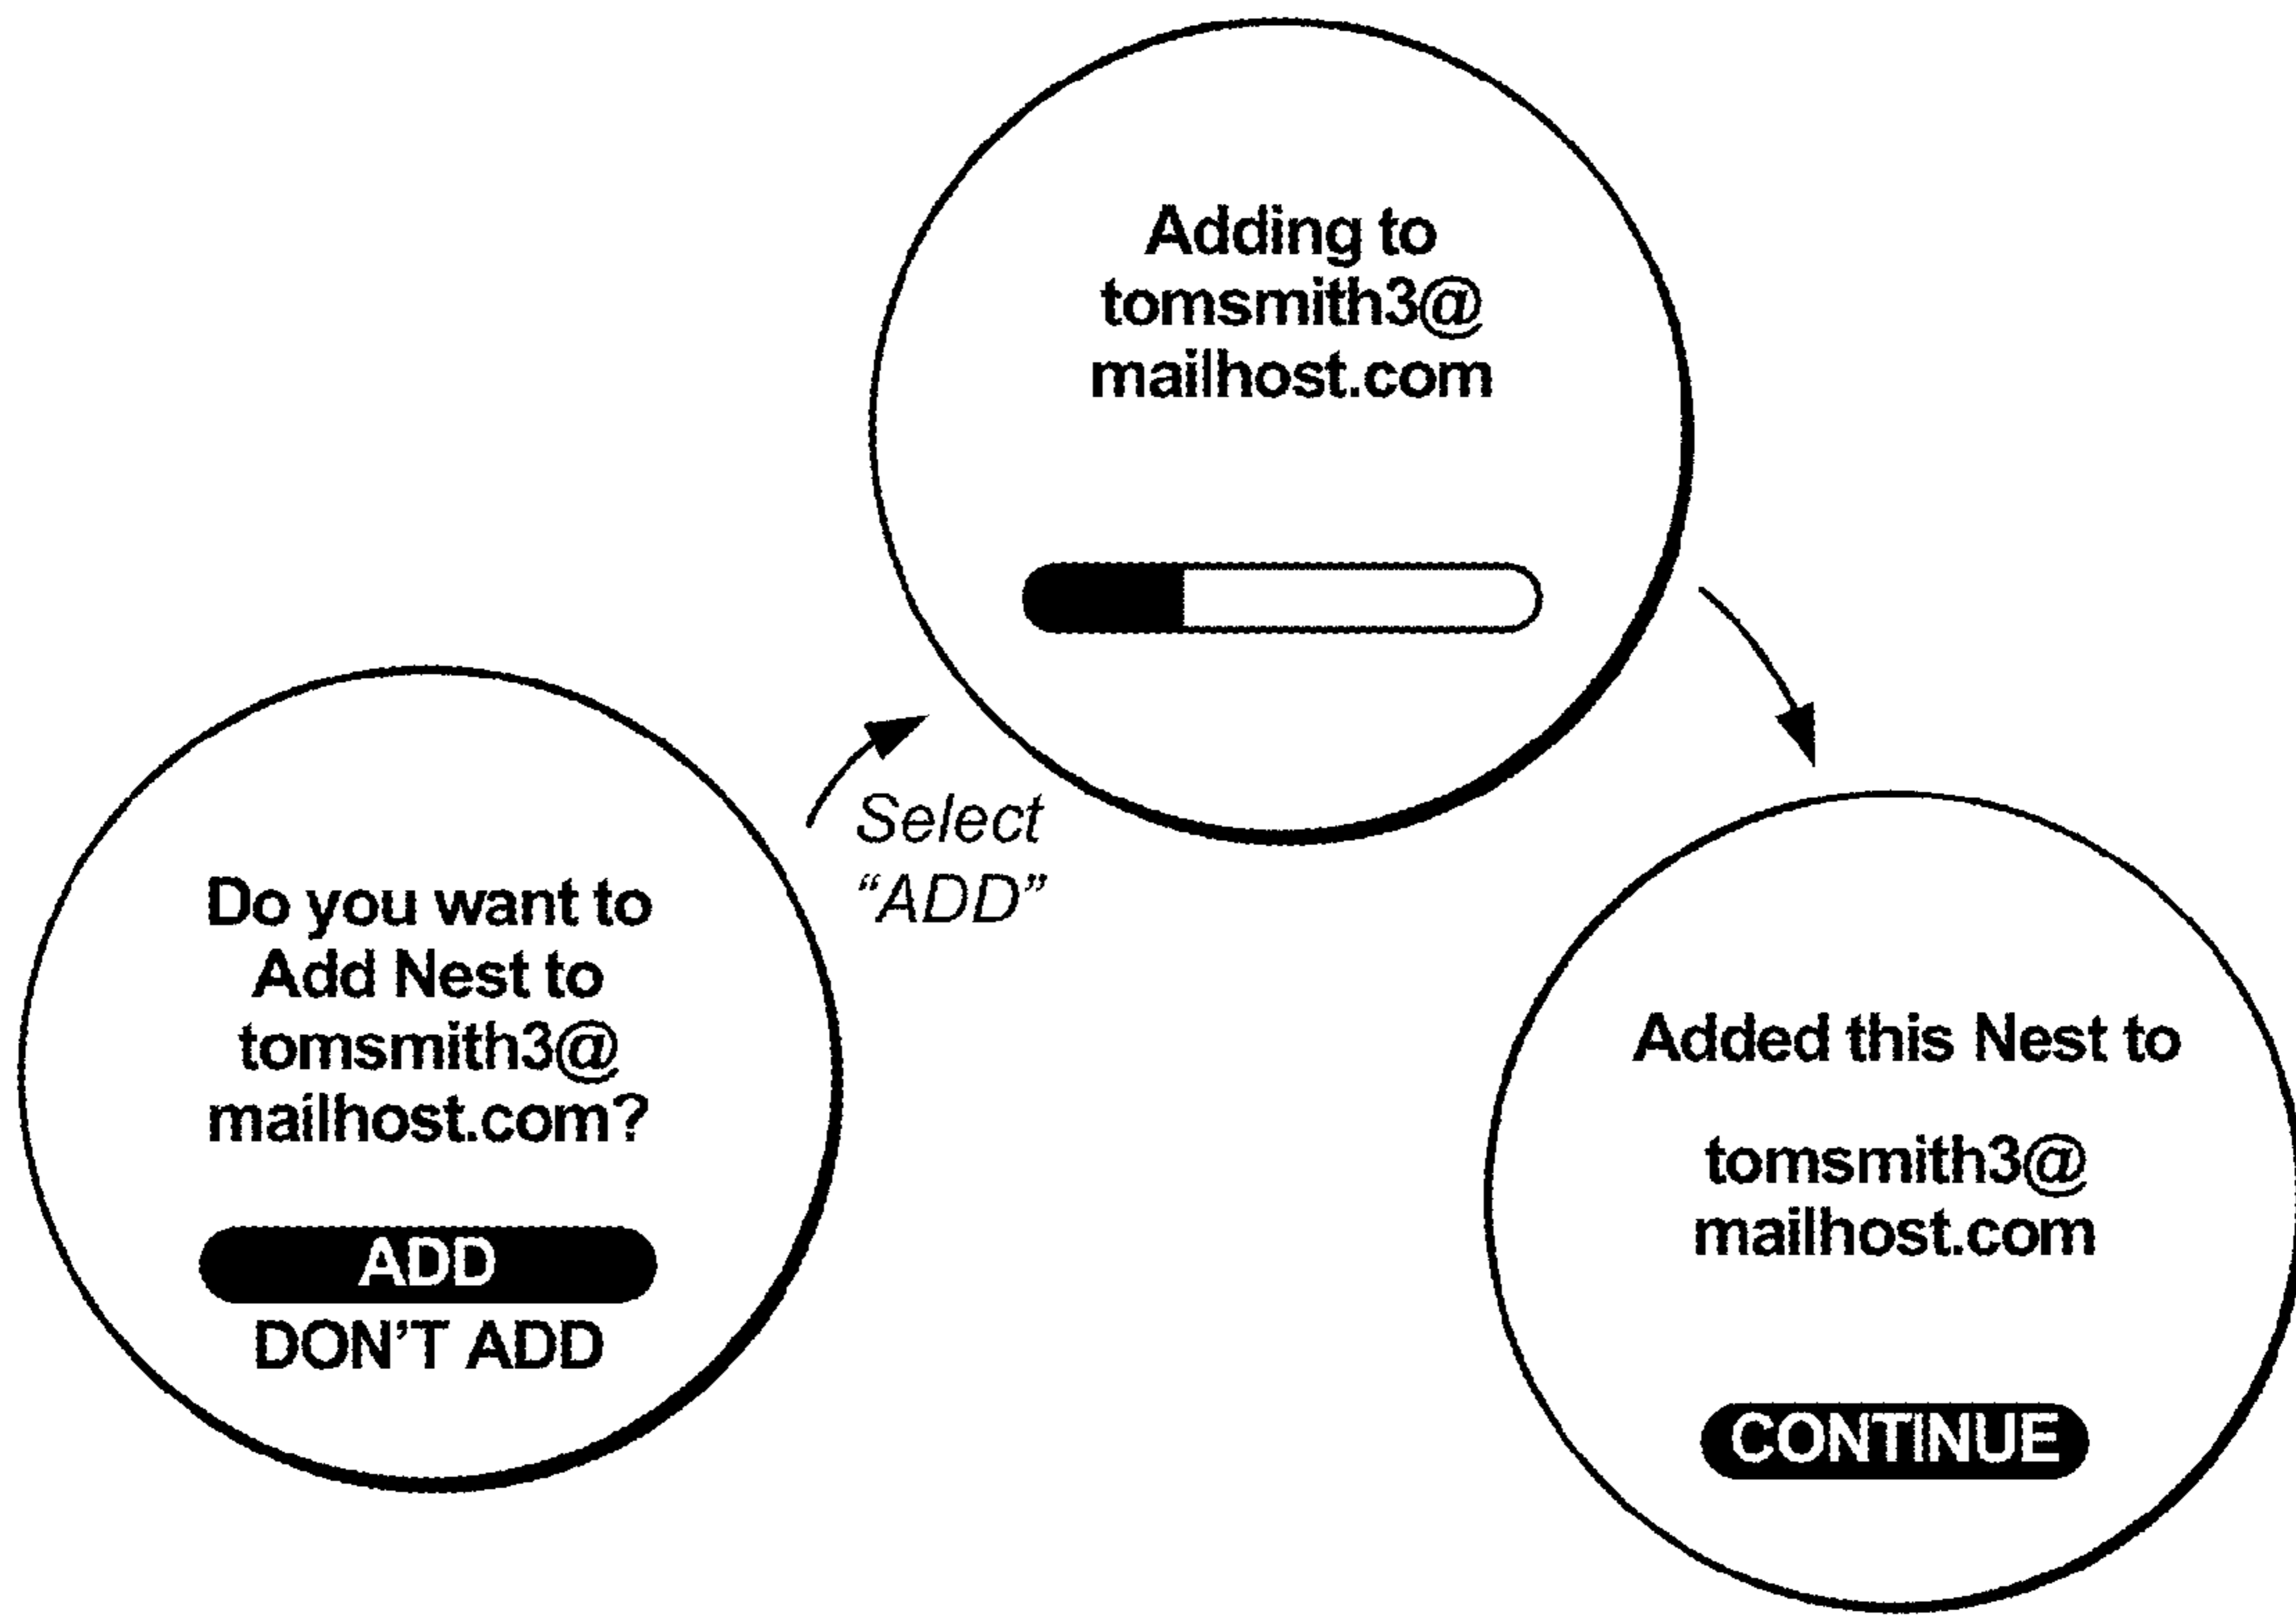 Do you want to
Add Nest to
tomsmith3@
mailhost.com?
ADD
DON'T ADD
Select
“ADD”
Adding to
tomsmith3@
mailhost.com
Added this Nest to
tomsmith3@
mailhost.com
CONTINUE